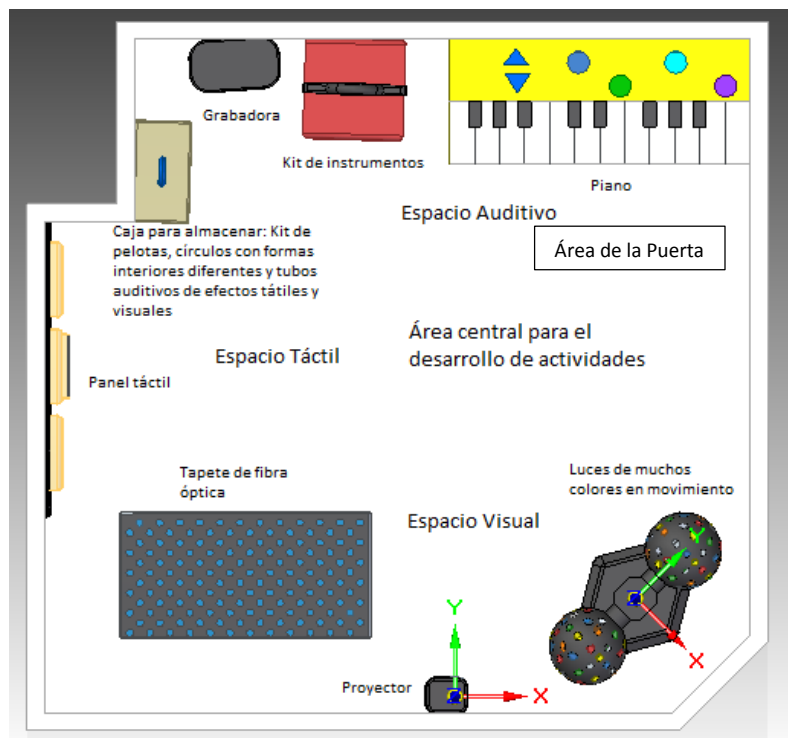 Grabadora
Kit de instrumentos
Piano
Espacio Auditivo
Área de la Puerta
Caja para almacenar: Kit de
pelotas, círculos con formas
interiores diferentes y tubos
auditivos de efectos tátiles y
visuales
Espacio Táctil
Área central para el
desarrollo de actividades
Panel táctil
Tapete de fibra
óptica
Luces de muchos
colores en movimiento
Espacio Visual
Y
X
Y
Proyector
X